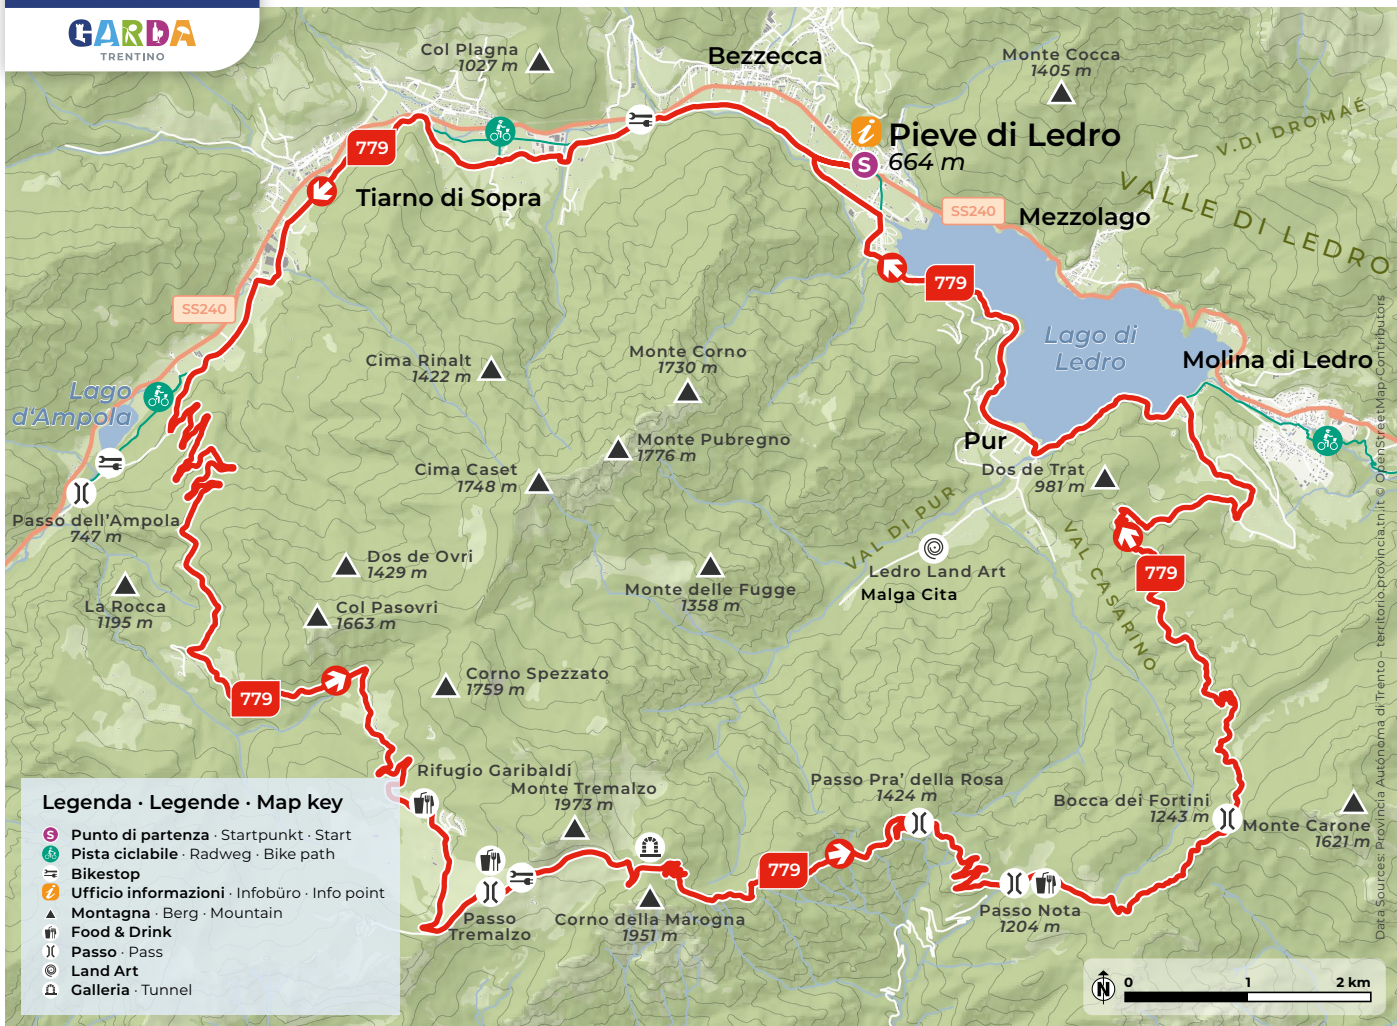 GARDA
TRENTINO
Col Plagna
1027 m
Bezzecca
Monte Cocca
1405 m
V. DI DROMAÉ
i
Pieve di Ledro
S
664 m
779
Tiarno di Sopra
VALLE DI LEDRO
SS240
Mezzolago
779
SS240
Lago di
Ledro
Molina di Ledro
Cima Rinalt
1422 m
Monte Corno
1730 m
Lago
d'Ampola
Monte Pubregno
1776 m
Pur
Cima Caset
1748 m
Dos de Trat
981 m
Passo dell'Ampola
747 m
VAL DI PUR
VAL CASARINO
Dos de Ovri
1429 m
Ledro Land Art
Malga Cita
779
La Rocca
1195 m
Col Pasovri
1663 m
Monte delle Fugge
1358 m
Corno Spezzato
1759 m
779
Rifugio Garibaldi
Monte Tremalzo
1973 m
Passo Pra' della Rosa
1424 m
Bocca dei Fortini
1243 m
Monte Carone
1621 m
779
Passo
Tremalzo
Corno della Marogna
1951 m
Passo Nota
1204 m
Legenda · Legende · Map key
S Punto di partenza · Startpunkt · Start
Pista ciclabile · Radweg · Bike path
Bikestop
i Ufficio informazioni · Infobüro · Info point
Montagna · Berg · Mountain
Food & Drink
Passo · Pass
Land Art
Galleria · Tunnel
N
0 1 2 km
Data Sources: Provincia Autónoma di Trento – territorio.provincia.tn.it © OpenStreetMap-Contributors